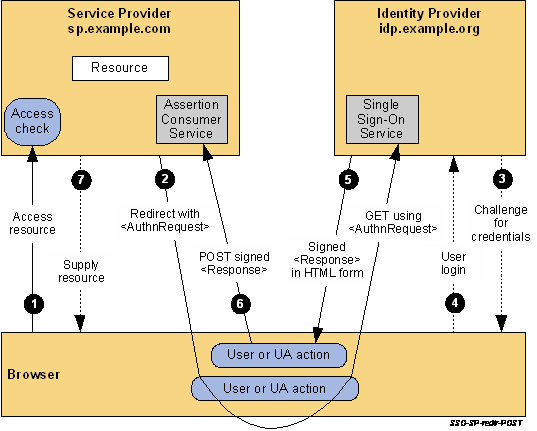 Service Provider
sp.example.com
Identity Provider
idp.example.org
Resource
Access
check
Assertion
Consumer
Service
Single
Sign-On
Service
7
2
5
3
Access
resource
Redirect with
<AuthnRequest>
GET using
<AuthnRequest>
Challenge
for
credentials
Supply
resource
POST signed
<Response>
Signed
<Response>
in HTML form
User
login
1
6
4
User or UA action
Browser
User or UA action
SSO-SP-redir-POST